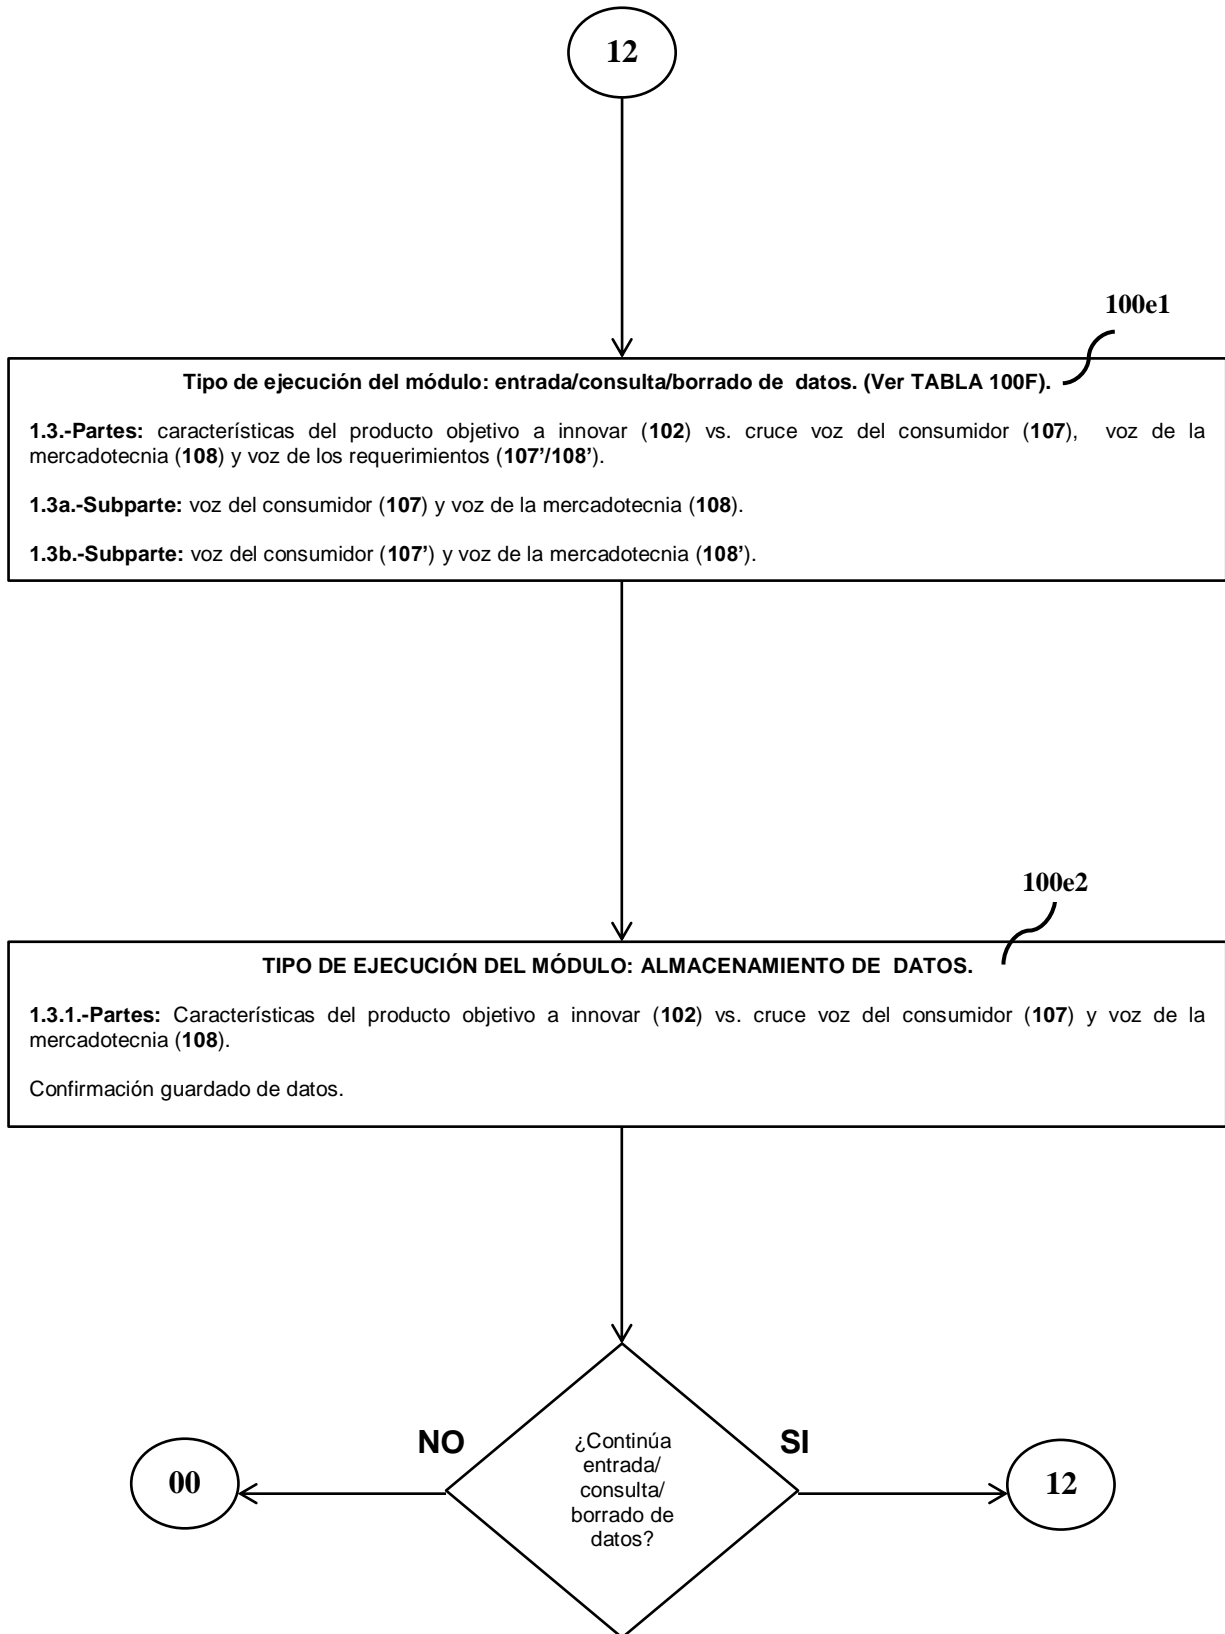 12
100e1
Tipo de ejecución del módulo: entrada/consulta/borrado de datos. (Ver TABLA 100F).
1.3.-Partes: características del producto objetivo a innovar (102) vs. cruce voz del consumidor (107), voz de la
mercadotecnia (108) y voz de los requerimientos (107’/108’).
1.3a.-Subparte: voz del consumidor (107) y voz de la mercadotecnia (108).
1.3b.-Subparte: voz del consumidor (107’) y voz de la mercadotecnia (108’).
100e2
TIPO DE EJECUCIÓN DEL MÓDULO: ALMACENAMIENTO DE DATOS.
1.3.1.-Partes: Características del producto objetivo a innovar (102) vs. cruce voz del consumidor (107) y voz de la
mercadotecnia (108).
Confirmación guardado de datos.
NO
SI
¿Continúa
entrada/
consulta/
borrado de
datos?
00
12